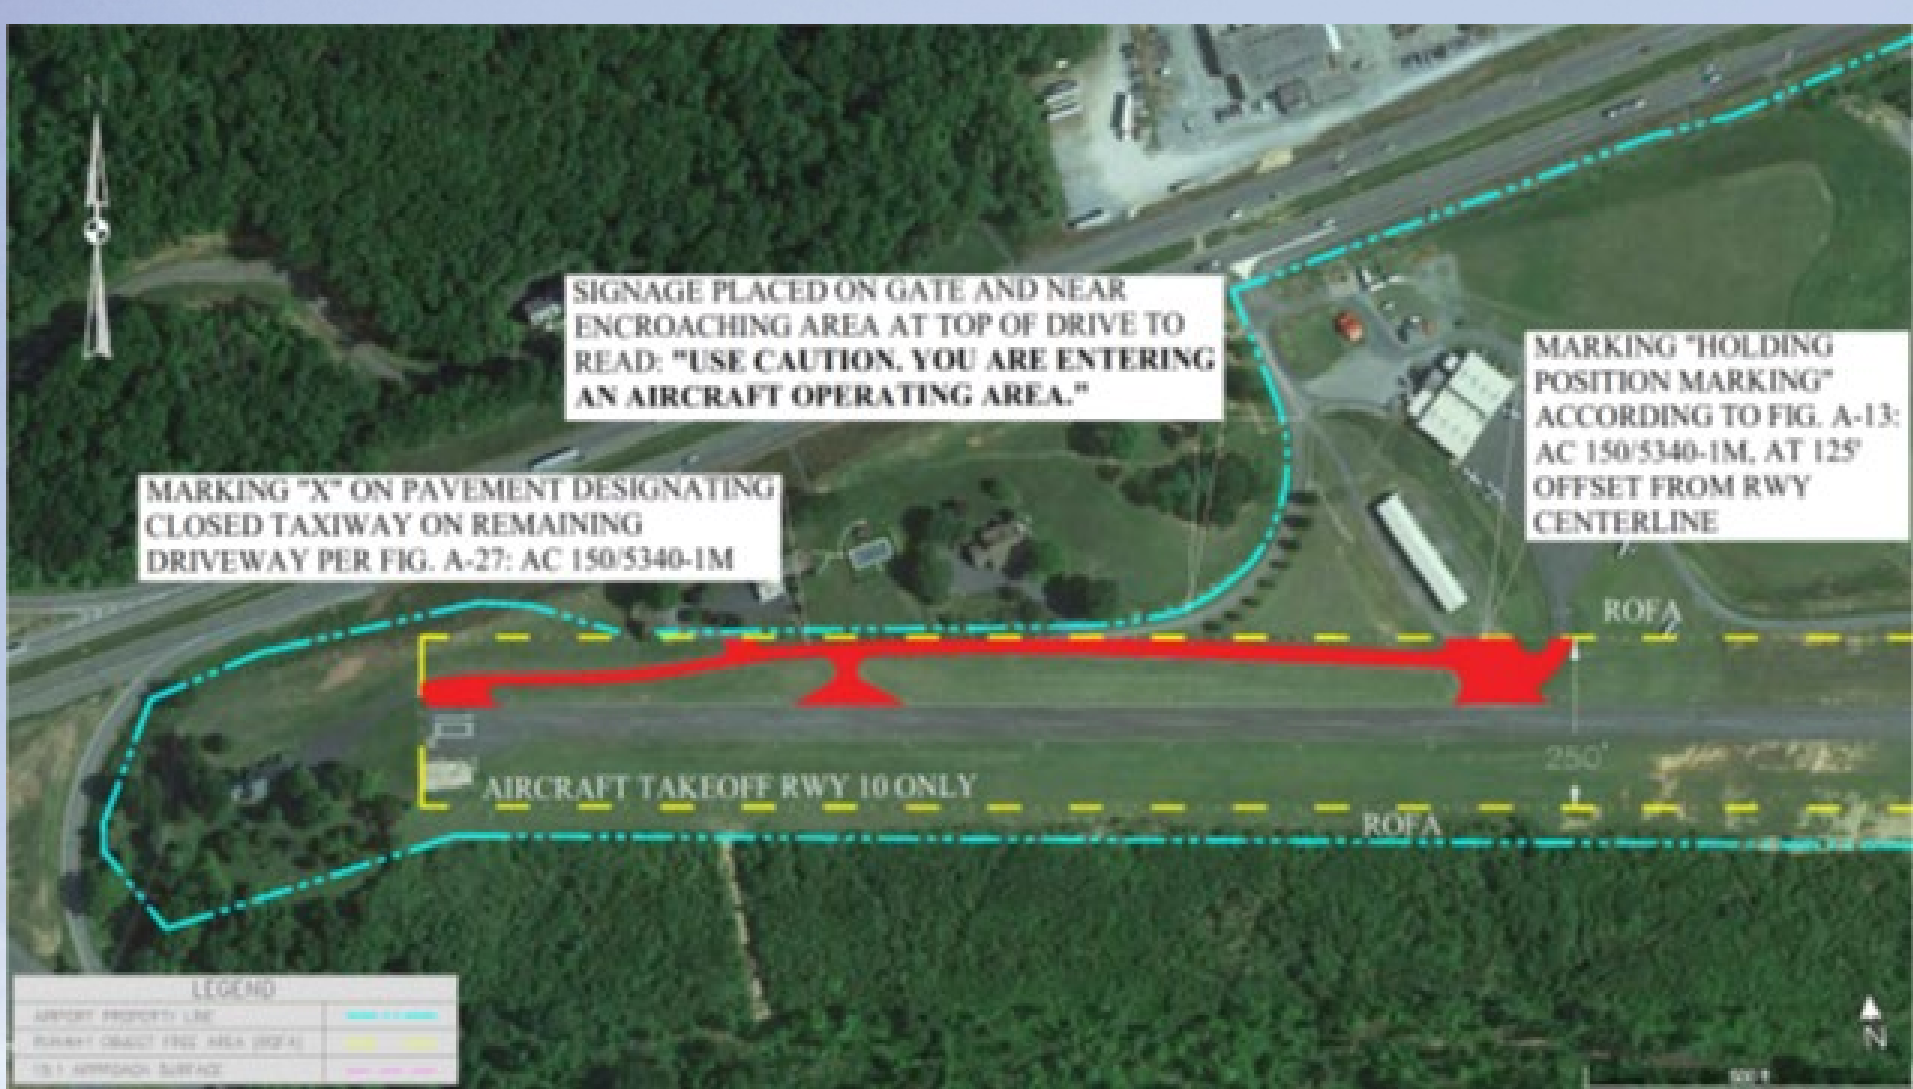 SIGNAGE PLACED ON GATE AND NEAR
ENCROACHING AREA AT TOP OF DRIVE TO
READ: "USE CAUTION. YOU ARE ENTERING
AN AIRCRAFT OPERATING AREA."
MARKING "HOLDING
POSITION MARKING"
ACCORDING TO FIG. A-13:
AC 150/5340-1M, AT 125'
OFFSET FROM RWY
CENTERLINE
MARKING "X" ON PAVEMENT DESIGNATING
CLOSED TAXIWAY ON REMAINING
DRIVEWAY PER FIG. A-27: AC 150/5340-1M
ROFA
250'
AIRCRAFT TAKEOFF RWY 10 ONLY
ROFA
LEGEND
AIRPORT PROPERTY LINE
RUNWAY OBJECT FREE AREA (ROFA)
APPROACH SURFACE
N